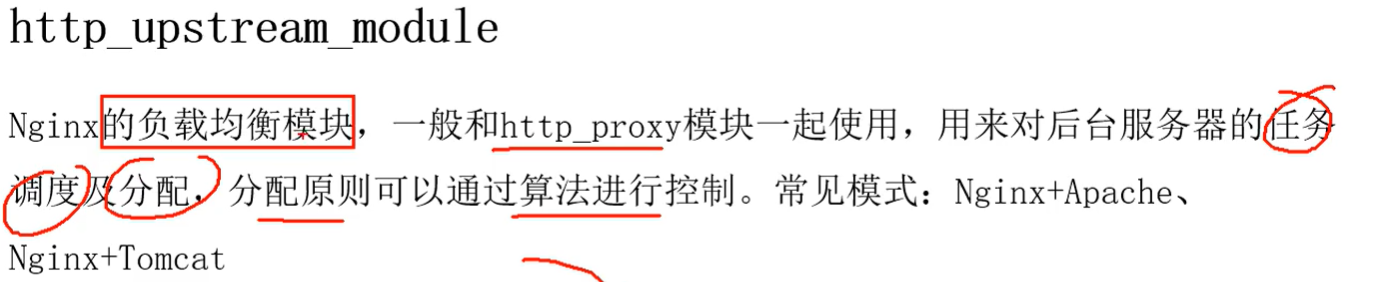 http_upstream_module
Nginx的负载均衡模块，一般和http_proxy模块一起使用，用来对后台服务器的任务
调度及分配，分配原则可以通过算法进行控制。常见模式：Nginx+Apache、
Nginx+Tomcat